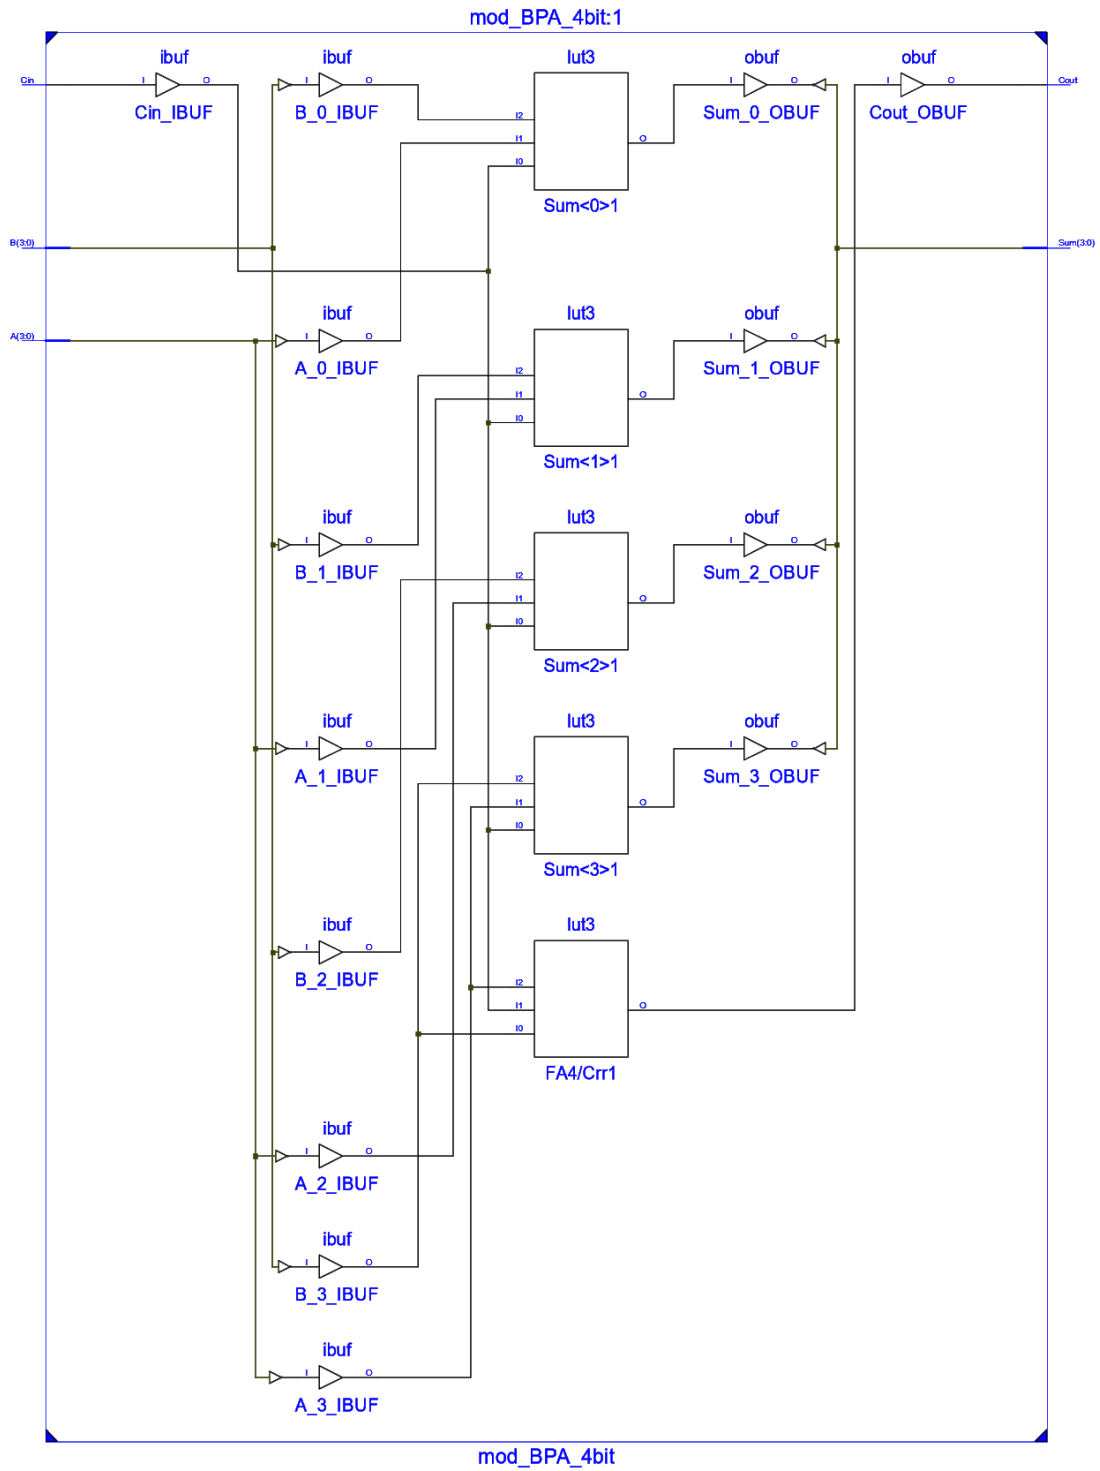 mod_BPA_4bit:1
ibuf ibuf lut3 obuf obuf
Cin I O I O I O I O Cout
Cin_IBUF B_0_IBUF Sum_0_OBUF Cout_OBUF
I2
I1 O
I0
Sum<0>1
B(3:0) Sum(3:0)
ibuf lut3 obuf
A(3:0) I O I O
A_0_IBUF Sum_1_OBUF
I2
I1 O
I0
Sum<1>1
ibuf lut3 obuf
I O I O
B_1_IBUF Sum_2_OBUF
I2
I1 O
I0
Sum<2>1
ibuf lut3 obuf
I O I O
A_1_IBUF Sum_3_OBUF
I2
I1 O
I0
Sum<3>1
ibuf lut3
I O
B_2_IBUF
I2
I1 O
I0
FA4/Crr1
ibuf
I O
A_2_IBUF
ibuf
I O
B_3_IBUF
ibuf
I O
A_3_IBUF
mod_BPA_4bit